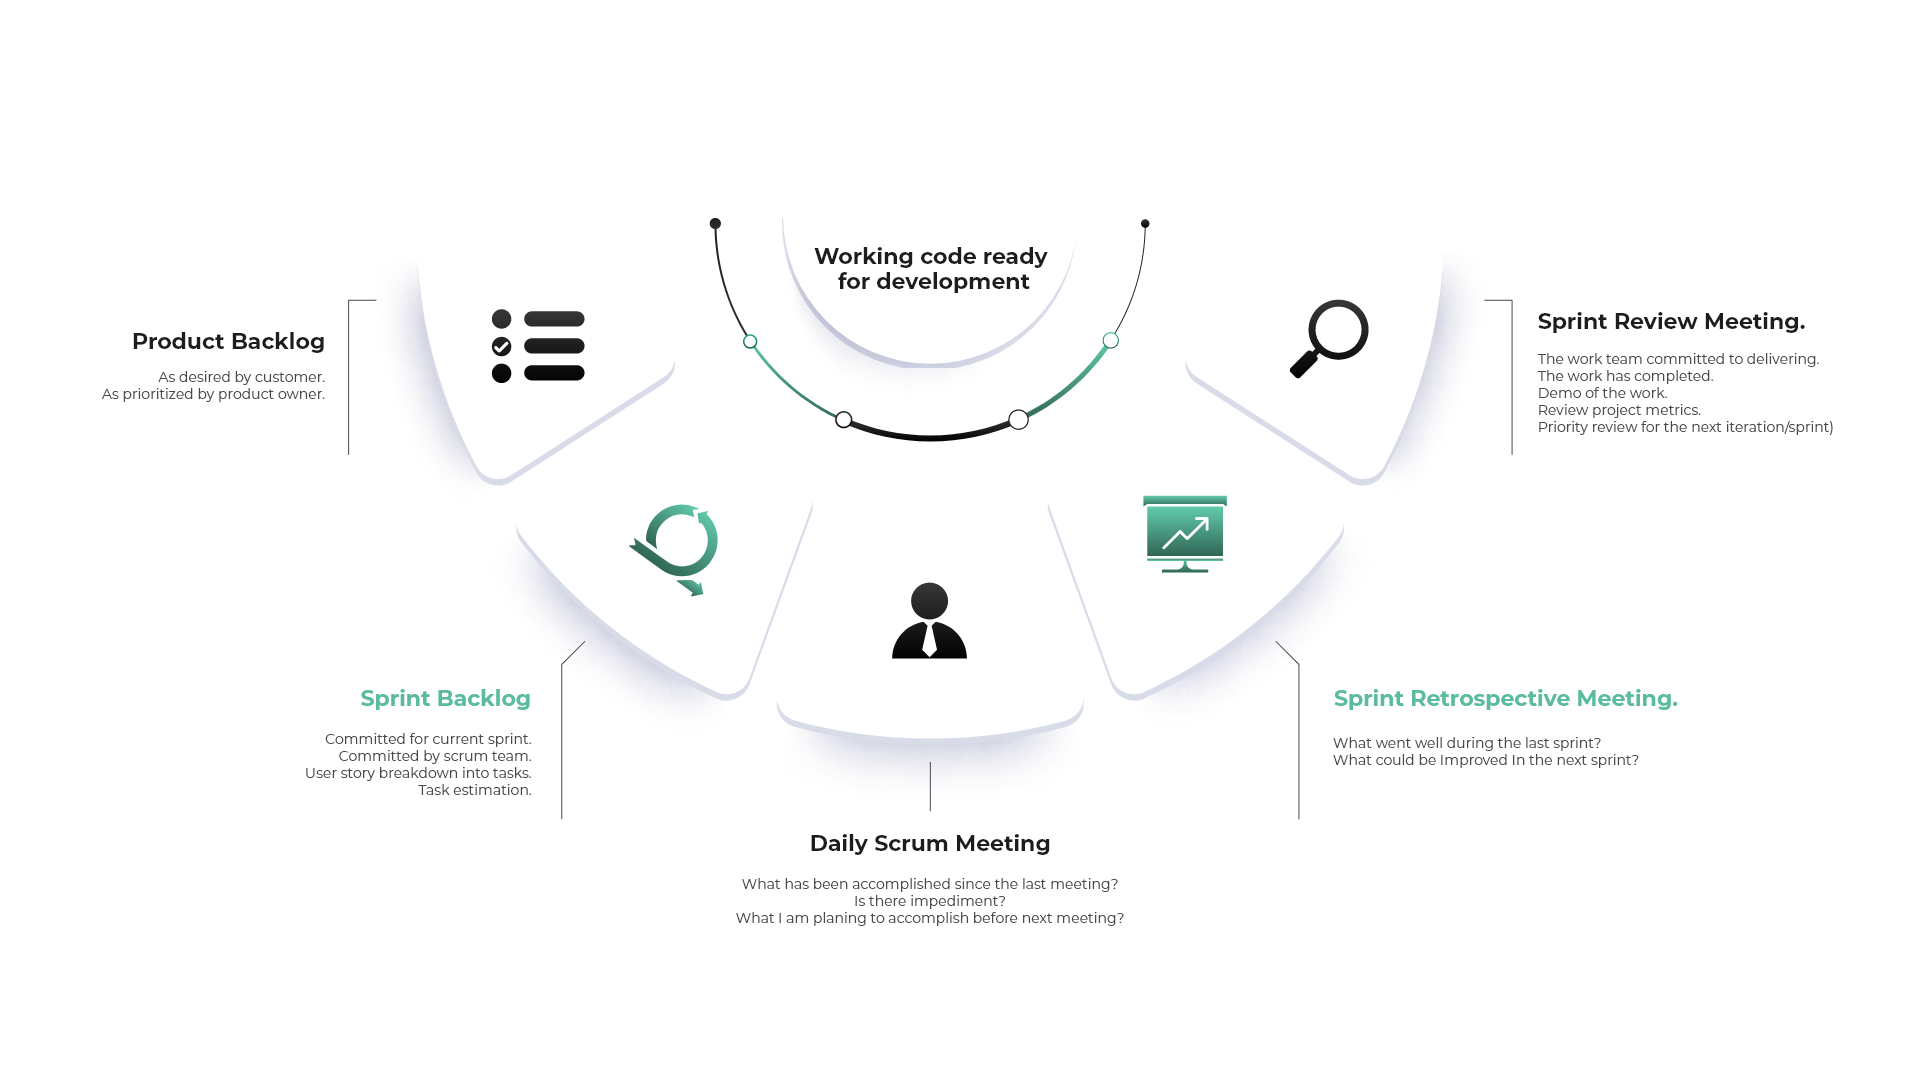 Working code ready
for development
Product Backlog
As desired by customer.
As prioritized by product owner.
Sprint Backlog
Committed for current sprint.
Committed by scrum team.
User story breakdown into tasks.
Task estimation.
Daily Scrum Meeting
What has been accomplished since the last meeting?
Is there impediment?
What I am planing to accomplish before next meeting?
Sprint Retrospective Meeting.
What went well during the last sprint?
What could be Improved In the next sprint?
Sprint Review Meeting.
The work team committed to delivering.
The work has completed.
Demo of the work.
Review project metrics.
Priority review for the next iteration/sprint)